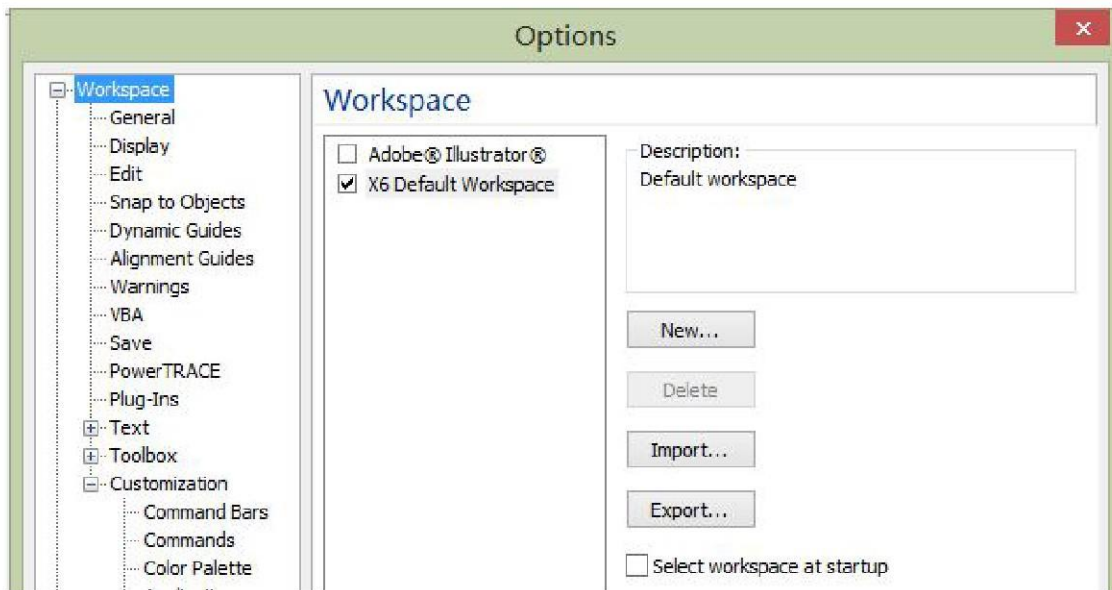 Options
Workspace
General
Display
Edit
Snap to Objects
Dynamic Guides
Alignment Guides
Warnings
VBA
Save
PowerTRACE
Plug-Ins
Text
Toolbox
Customization
Command Bars
Commands
Color Palette
Workspace
Adobe® Illustrator®
X6 Default Workspace
Description:
Default workspace
New...
Delete
Import...
Export...
Select workspace at startup